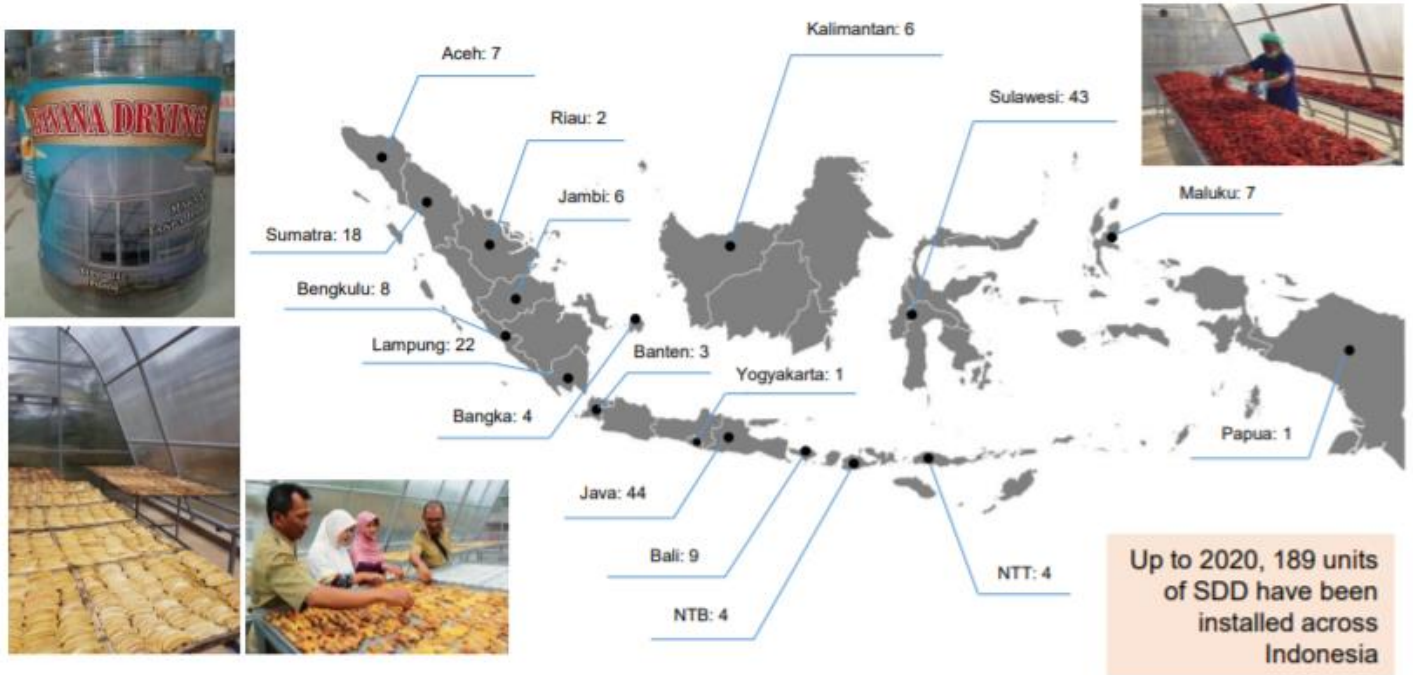 BANANA DRYING
Aceh: 7
Riau: 2
Jambi: 6
Sumatra: 18
Bengkulu: 8
Lampung: 22
Bangka: 4
Banten: 3
Yogyakarta: 1
Java: 44
Bali: 9
NTB: 4
NTT: 4
Kalimantan: 6
Sulawesi: 43
Maluku: 7
Papua: 1
Up to 2020, 189 units
of SDD have been
installed across
Indonesia